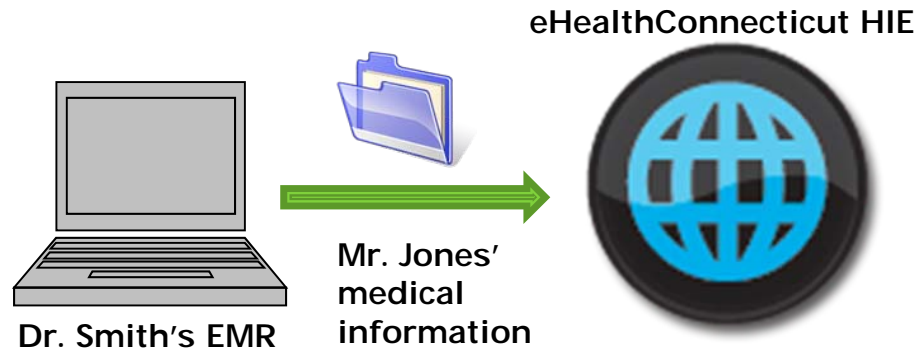 eHealthConnecticut HIE
Mr. Jones'
medical
information
Dr. Smith's EMR